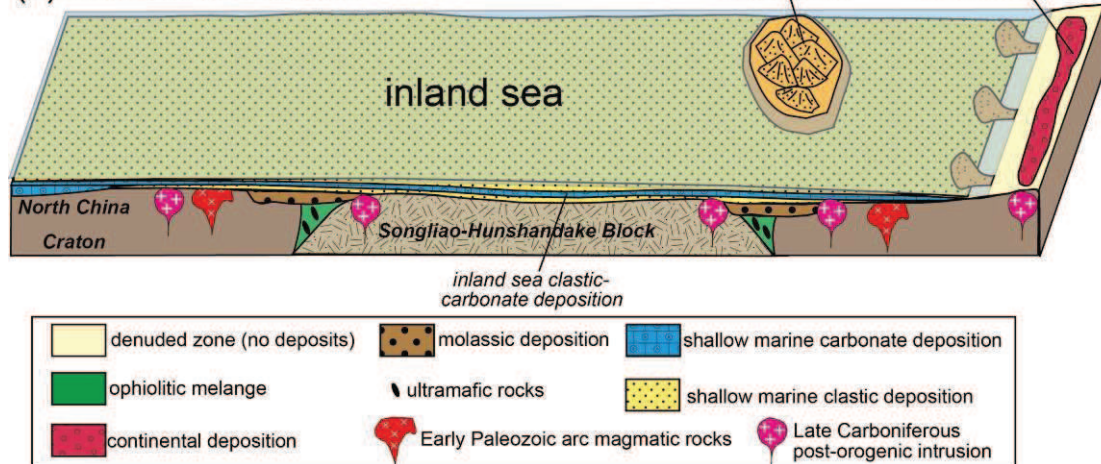 inland sea
North China
Craton
Songliao-Hunshandake Block
inland sea clastic-
carbonate deposition
denuded zone (no deposits)
molassic deposition
shallow marine carbonate deposition
ophiolitic melange
ultramafic rocks
shallow marine clastic deposition
continental deposition
Early Paleozoic arc magmatic rocks
Late Carboniferous
post-orogenic intrusion